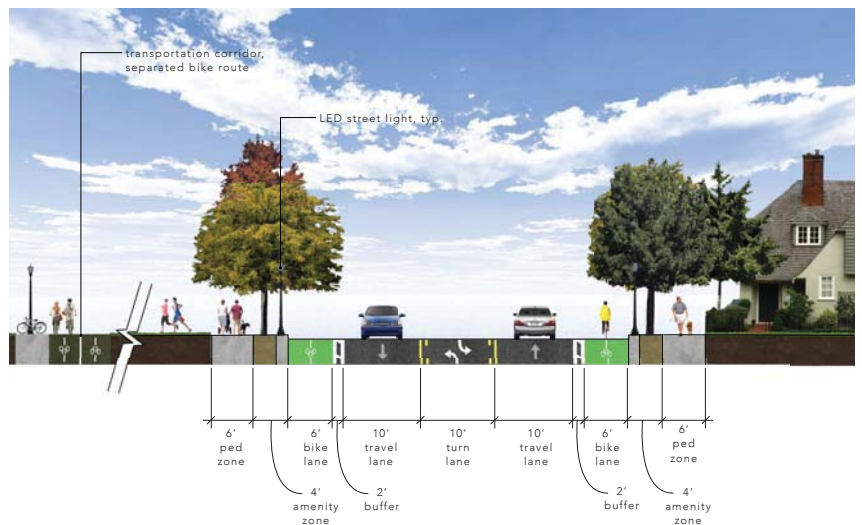 transportation corridor,
separated bike route
LED street light, typ.
6'
ped
zone
6'
bike
lane
10'
travel
lane
10'
turn
lane
10'
travel
lane
6'
bike
lane
6'
ped
zone
4'
amenity
zone
2'
buffer
2'
buffer
4'
amenity
zone